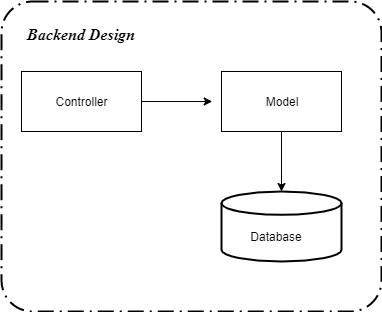 Backend Design
Controller
Model
Database